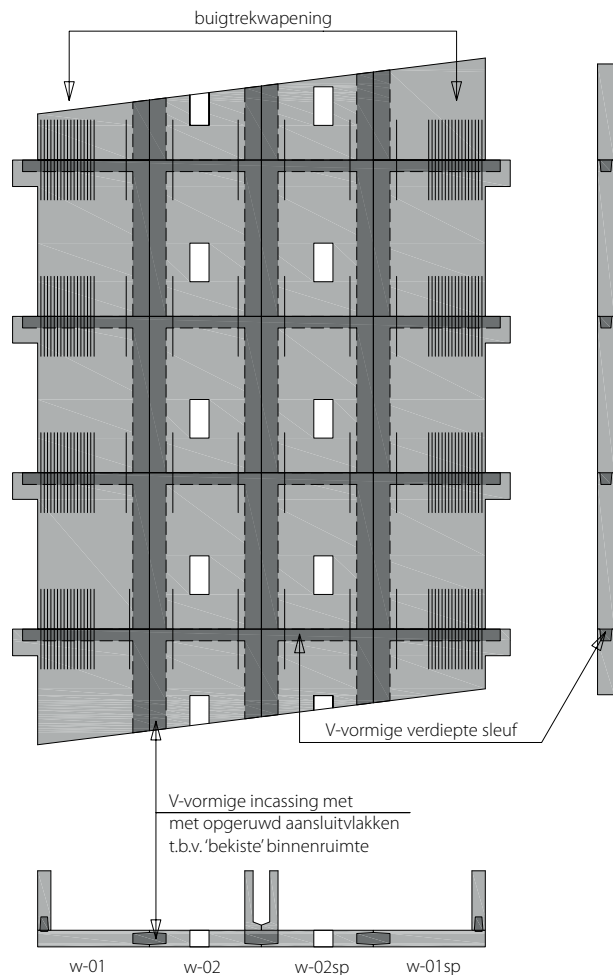 buigtrekwapening
V-vormige verdiepte sleuf
V-vormige incassing met
met opgeruwd aansluitvlakken
t.b.v. ‘bekiste’ binnenruimte
w-01 w-02 w-02sp w-01sp